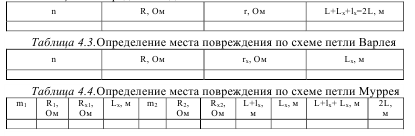 n R, Ом r, Ом L+Lx+lx=2L, м
Таблица 4.3.Определение места повреждения по схеме петли Варлея
n R, Ом rx, Ом Lx, м
Таблица 4.4.Определение места повреждения по схеме петли Муррея
m1 R1, Ом Rx1, Ом Lx, м m2 R2, Ом Rx2, Ом L+lx, м Lx, м L+lx+ Lx, м 2L, м